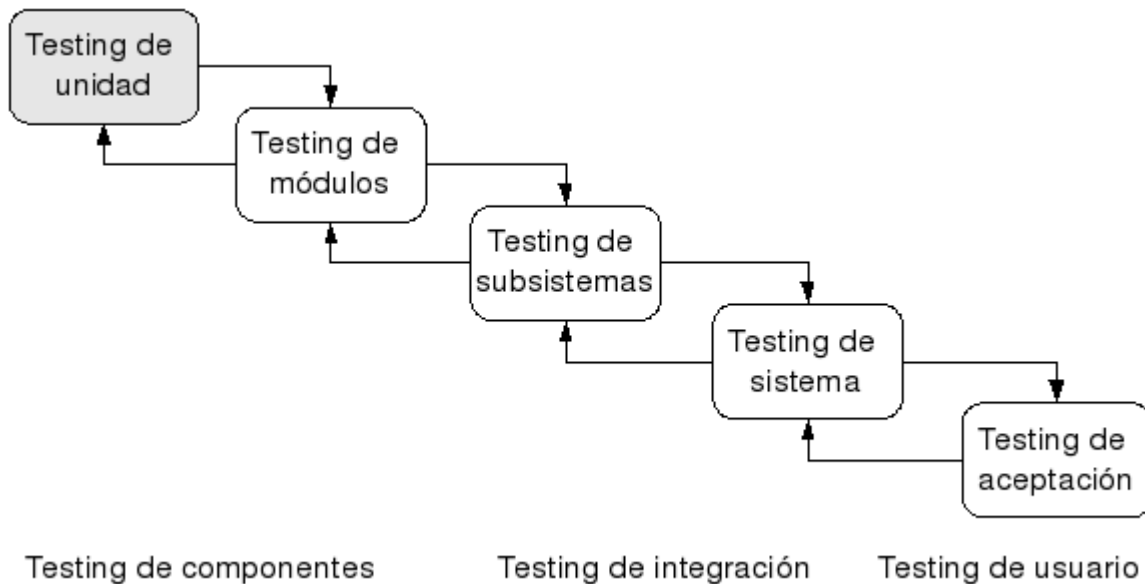 Testing de
unidad
Testing de
módulos
Testing de
subsistemas
Testing de
sistema
Testing de
aceptación
Testing de componentes
Testing de integración
Testing de usuario